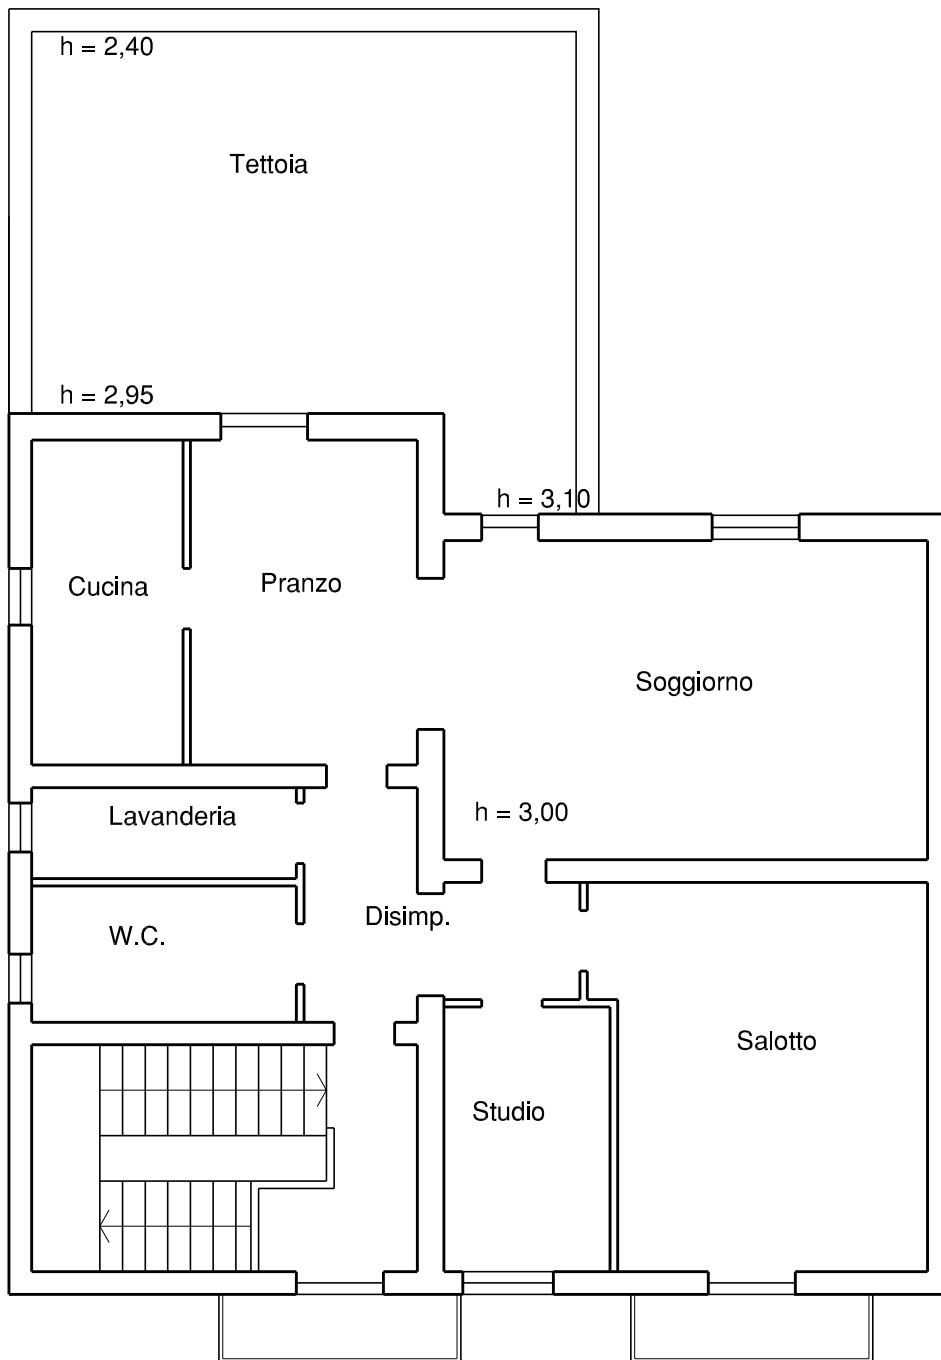 h = 2,40
Tettoia
h = 2,95
h = 3,10
Cucina
Pranzo
Soggiorno
Lavanderia
h = 3,00
Disimp.
W.C.
Salotto
Studio